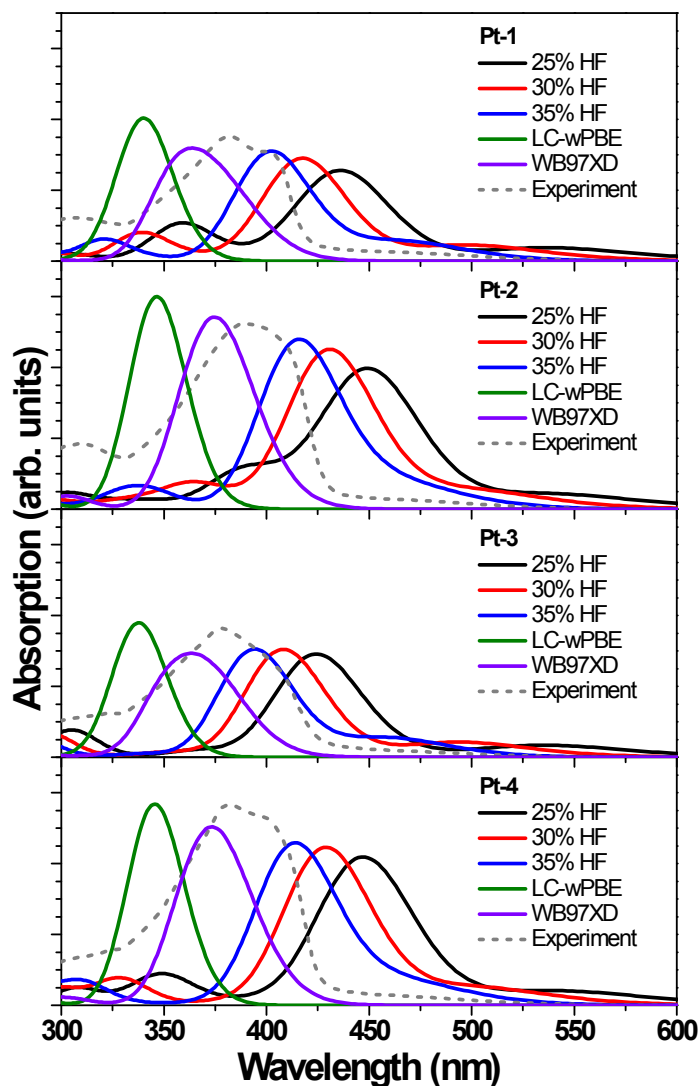 Pt-1
25% HF
30% HF
35% HF
LC-wPBE
WB97XD
Experiment
Pt-2
25% HF
30% HF
35% HF
LC-wPBE
WB97XD
Experiment
Pt-3
25% HF
30% HF
35% HF
LC-wPBE
WB97XD
Experiment
Pt-4
25% HF
30% HF
35% HF
LC-wPBE
WB97XD
Experiment
Absorption (arb. units)
300 350 400 450 500 550 600
Wavelength (nm)